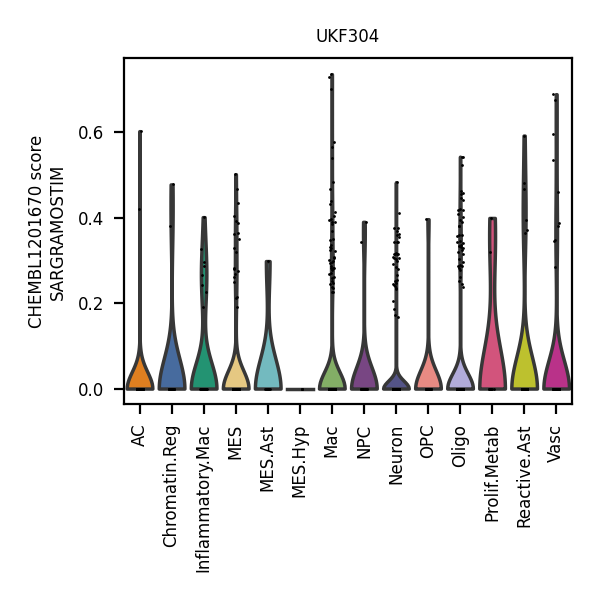 UKF304
CHEMBL1201670 score
SARGRAMOSTIM
0.6
0.4
0.2
0.0
AC
Chromatin.Reg
Inflammatory.Mac
MES
MES.Ast
MES.Hyp
Mac
NPC
Neuron
OPC
Oligo
Prolif.Metab
Reactive.Ast
Vasc